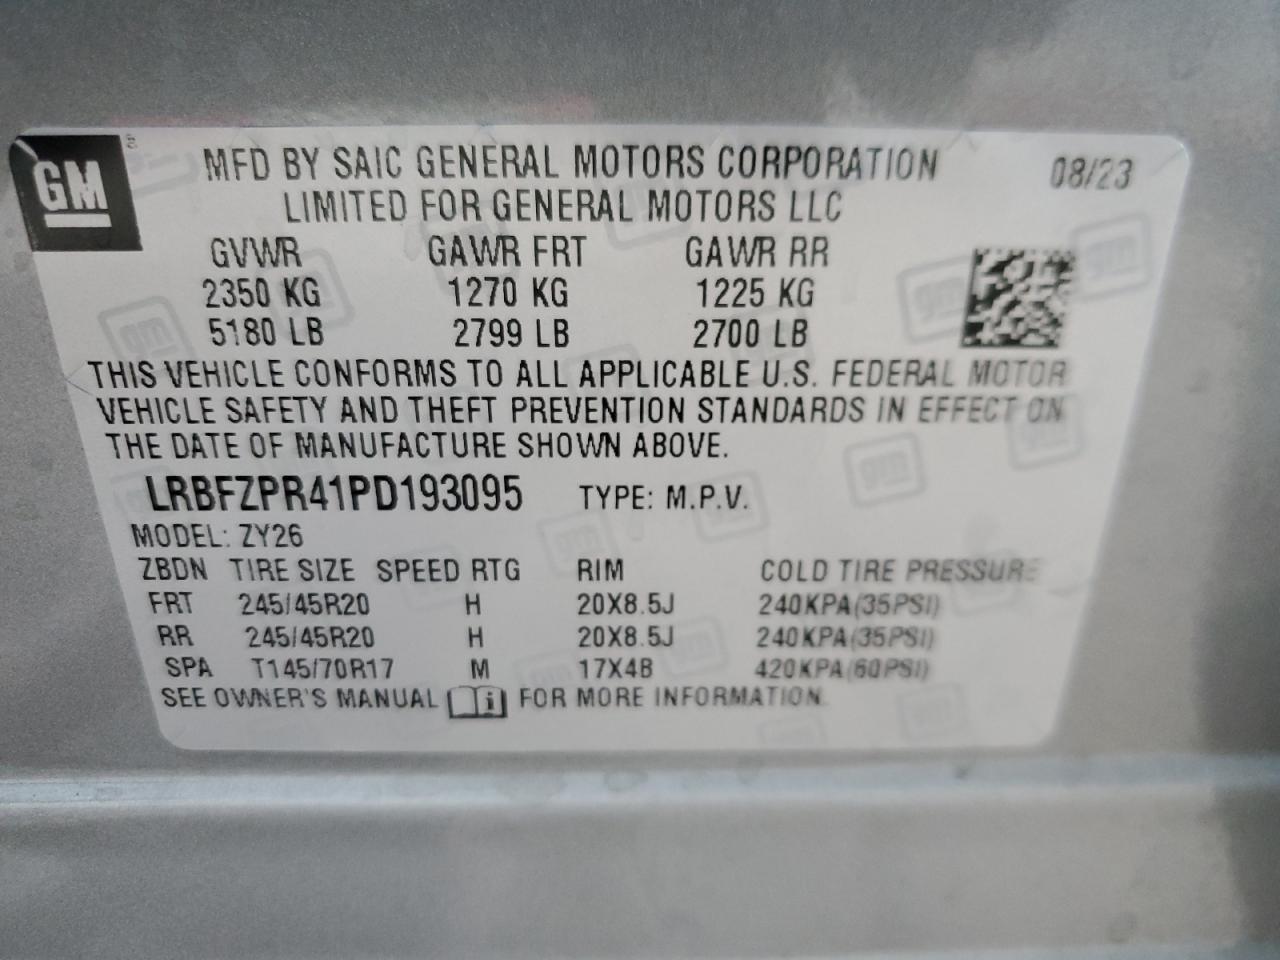 GM ®
MFD BY SAIC GENERAL MOTORS CORPORATION 08/23
LIMITED FOR GENERAL MOTORS LLC
GVWR GAWR FRT GAWR RR
2350 KG 1270 KG 1225 KG
5180 LB 2799 LB 2700 LB
THIS VEHICLE CONFORMS TO ALL APPLICABLE U.S. FEDERAL MOTOR
VEHICLE SAFETY AND THEFT PREVENTION STANDARDS IN EFFECT ON
THE DATE OF MANUFACTURE SHOWN ABOVE.
LRBFZPR41PD193095 TYPE: M.P.V.
MODEL: ZY26
ZBDN TIRE SIZE SPEED RTG RIM COLD TIRE PRESSURE
FRT 245/45R20 H 20X8.5J 240KPA(35PSI)
RR 245/45R20 H 20X8.5J 240KPA(35PSI)
SPA T145/70R17 M 17X4B 420KPA(60PSI)
SEE OWNER'S MANUAL i FOR MORE INFORMATION.